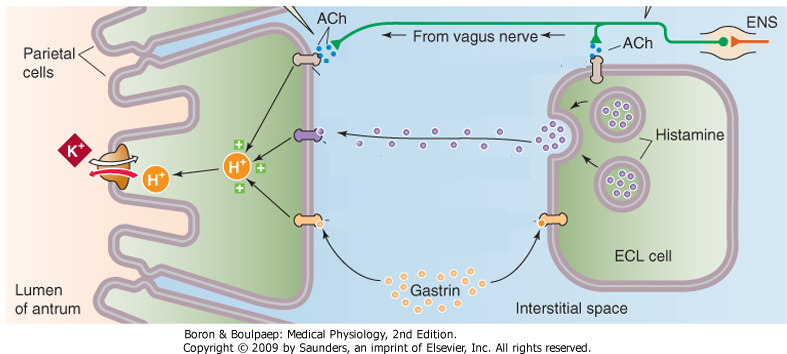 ACh
ENS
From vagus nerve
ACh
Parietal
cells
Histamine
K+
H+
H+
+
+
+
ECL cell
Gastrin
Lumen
of antrum
Interstitial space
Boron & Boulpaep: Medical Physiology, 2nd Edition.
Copyright © 2009 by Saunders, an imprint of Elsevier, Inc. All rights reserved.